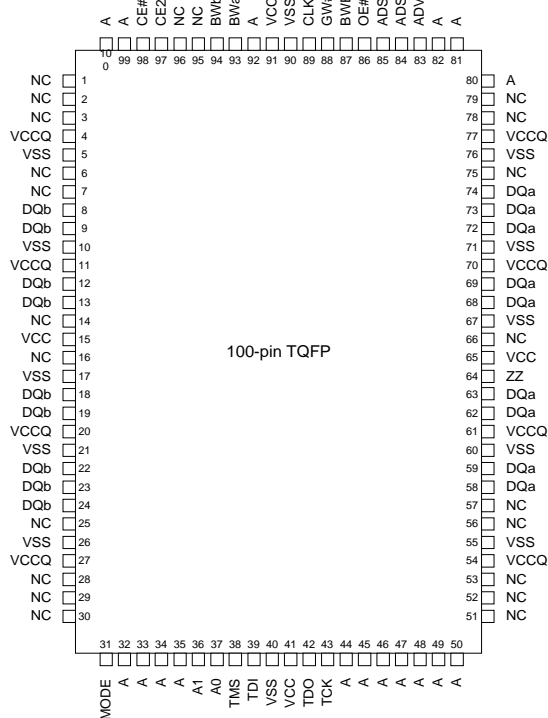 A A CE# CE2 NC NC BWb BWa A VCC VSS CLK OE# ADS ADS ADV A A
10
0 99 98 97 96 95 94 93 92 91 90 89 88 87 86 85 84 83 82 81
NC 1 80 A
NC 2 79 NC
NC 3 78 NC
VCCQ 4 77 VCCQ
VSS 5 76 VSS
NC 6 75 NC
NC 7 74 DQa
DQb 8 73 DQa
DQb 9 72 DQa
VSS 10 71 VSS
VCCQ 11 70 VCCQ
DQb 12 69 DQa
DQb 13 68 DQa
NC 14 67 VSS
VCC 15 66 NC
NC 16 65 VCC
100-pin TQFP
VSS 17 64 ZZ
DQb 18 63 DQa
DQb 19 62 DQa
VCCQ 20 61 VCCQ
VSS 21 60 VSS
DQb 22 59 DQa
DQb 23 58 DQa
DQb 24 57 NC
NC 25 56 NC
VSS 26 55 VSS
VCCQ 27 54 VCCQ
NC 28 53 NC
NC 29 52 NC
NC 30 51 NC
31 32 33 34 35 36 37 38 39 40 41 42 43 44 45 46 47 48 49 50
MODE A A A A A1 A0 TMS TDI VSS VCC TDO TCK A A A A A A A